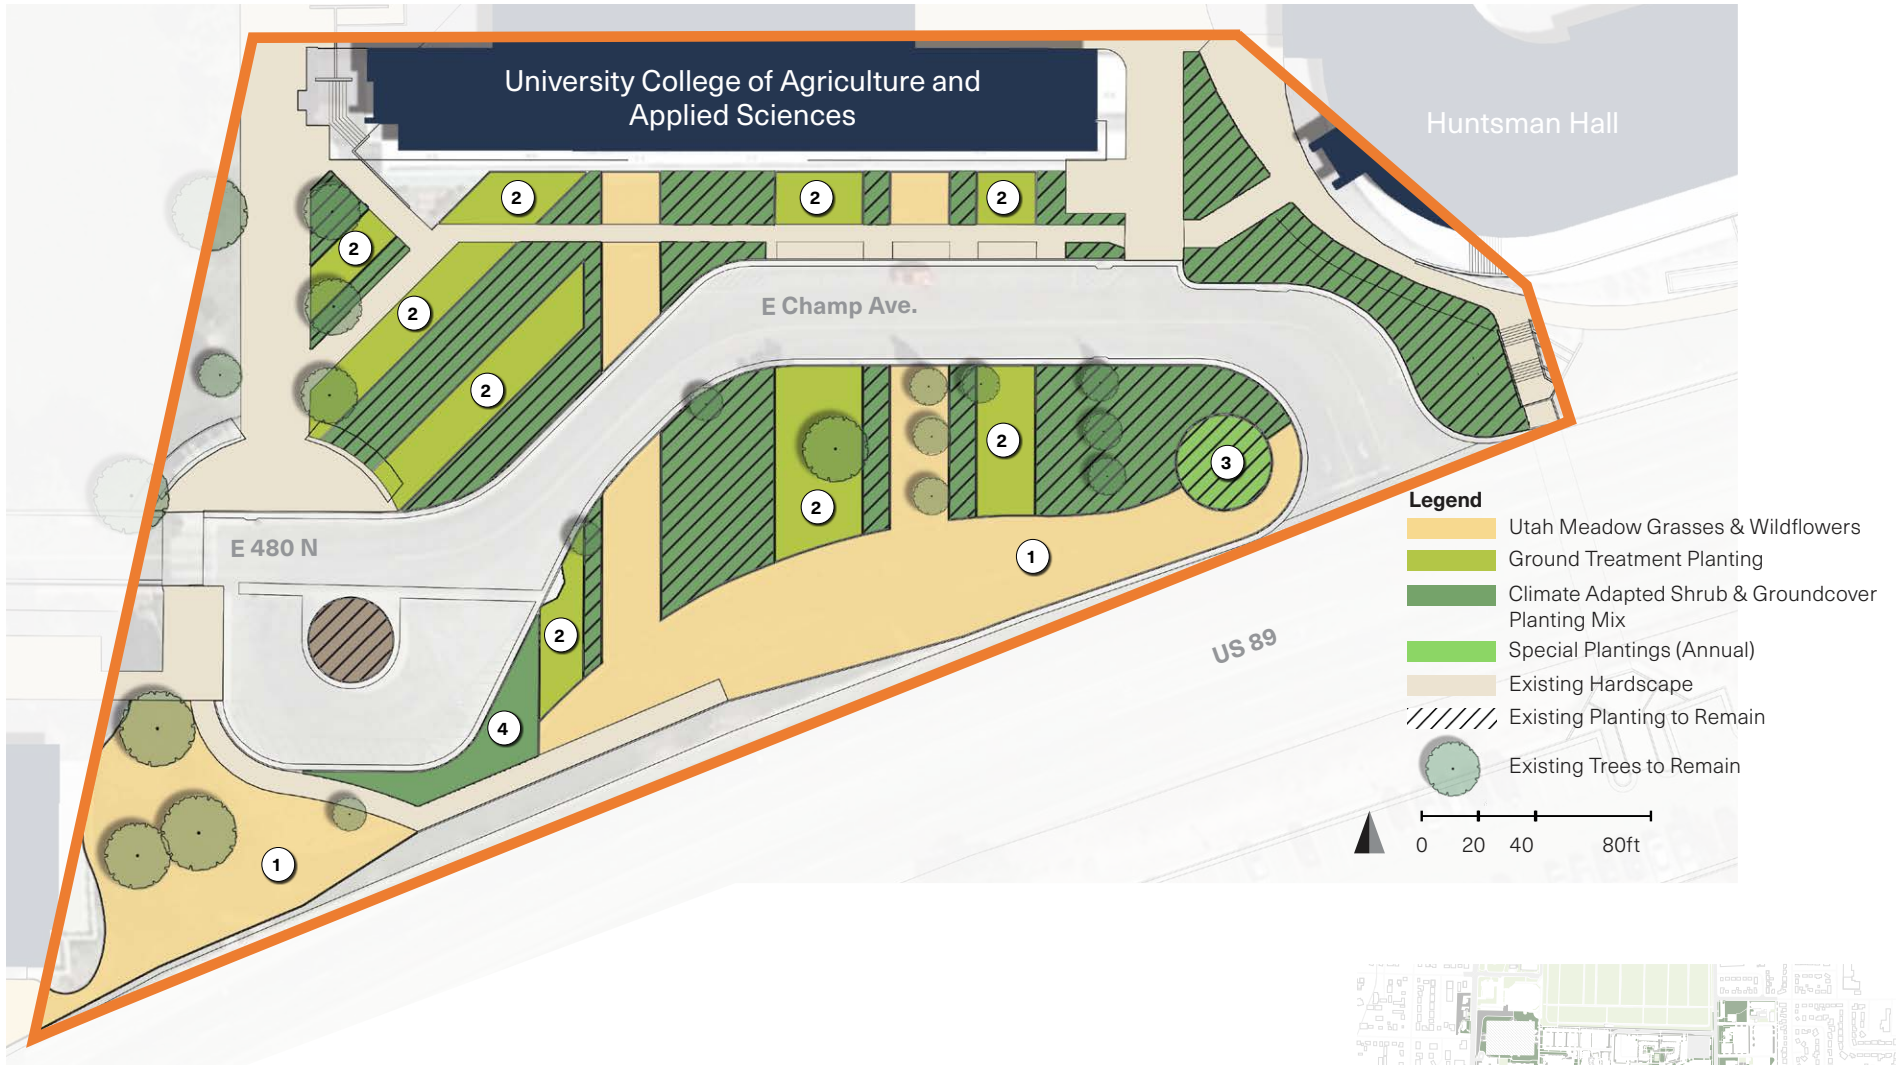 University College of Agriculture and
Applied Sciences
Huntsman Hall
2
2
2
2
2
E Champ Ave.
2
2
3
2
Legend
Utah Meadow Grasses & Wildflowers
Ground Treatment Planting
Climate Adapted Shrub & Groundcover
Planting Mix
Special Plantings (Annual)
Existing Hardscape
Existing Planting to Remain
Existing Trees to Remain
0 20 40 80ft
E 480 N
1
2
US 89
4
1